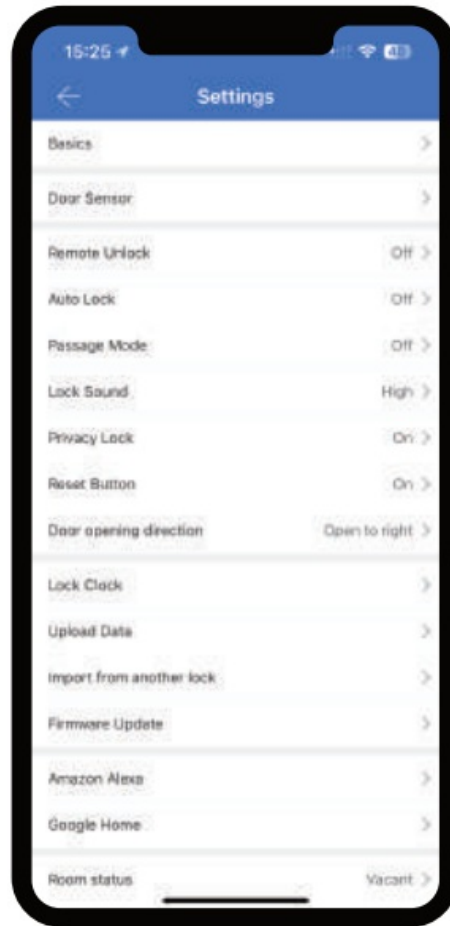 15:25
Settings
Basics
Door Sensor
Remote Unlock Off
Auto Lock Off
Passage Mode Off
Lock Sound High
Privacy Lock On
Reset Button On
Door opening direction Open to right
Lock Clock
Upload Data
Import from another lock
Firmware Update
Amazon Alexa
Google Home
Room status Vacant